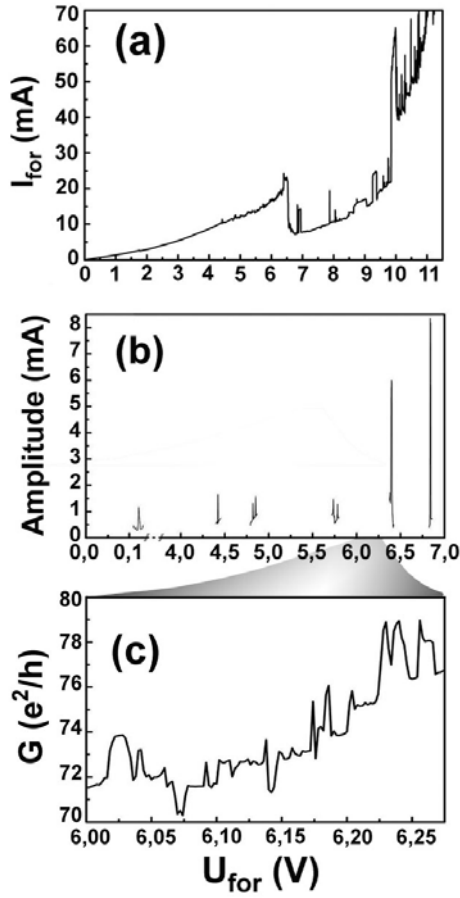 70
60
50
40
30
20
10
0
I_for (mA)
(a)
0 1 2 3 4 5 6 7 8 9 10 11
8
7
6
5
4
3
2
1
0
Amplitude (mA)
(b)
0,0 0,1 4,0 4,5 5,0 5,5 6,0 6,5 7,0
80
78
76
74
72
70
G (e²/h)
(c)
6,00 6,05 6,10 6,15 6,20 6,25
U_for (V)